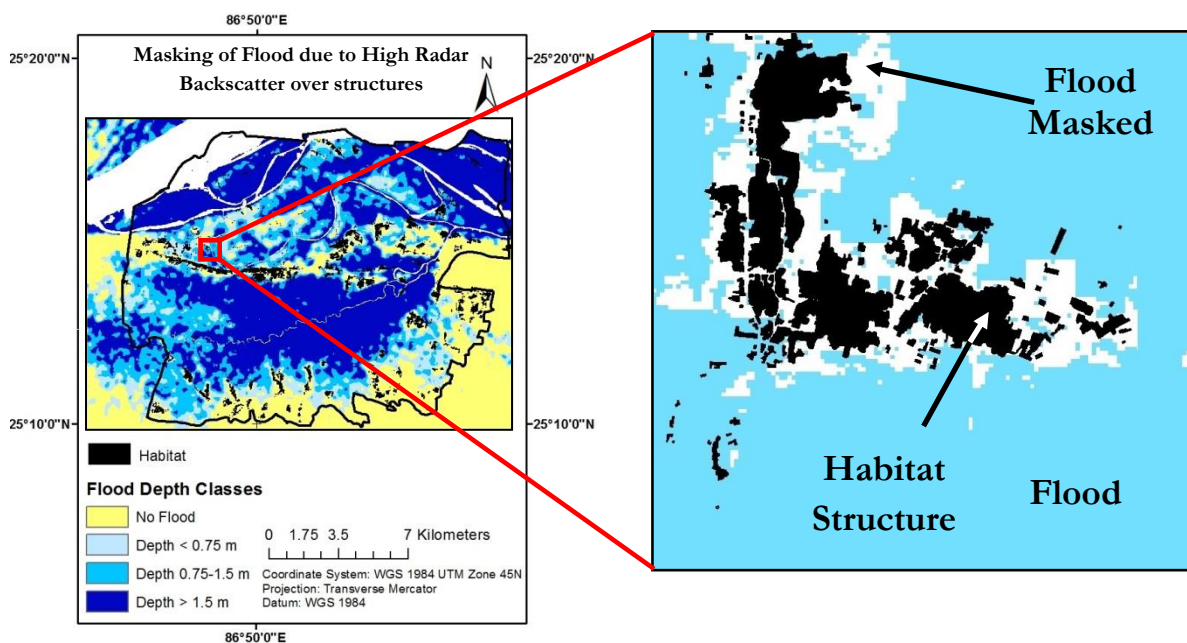 86°50'0"E
Masking of Flood due to High Radar
Backscatter over structures
N
25°20'0"N
25°20'0"N
25°10'0"N
25°10'0"N
Habitat
Flood Depth Classes
No Flood
Depth < 0.75 m
Depth 0.75-1.5 m
Depth > 1.5 m
0 1.75 3.5 7 Kilometers
Coordinate System: WGS 1984 UTM Zone 45N
Projection: Transverse Mercator
Datum: WGS 1984
86°50'0"E
Flood
Masked
Habitat
Structure
Flood